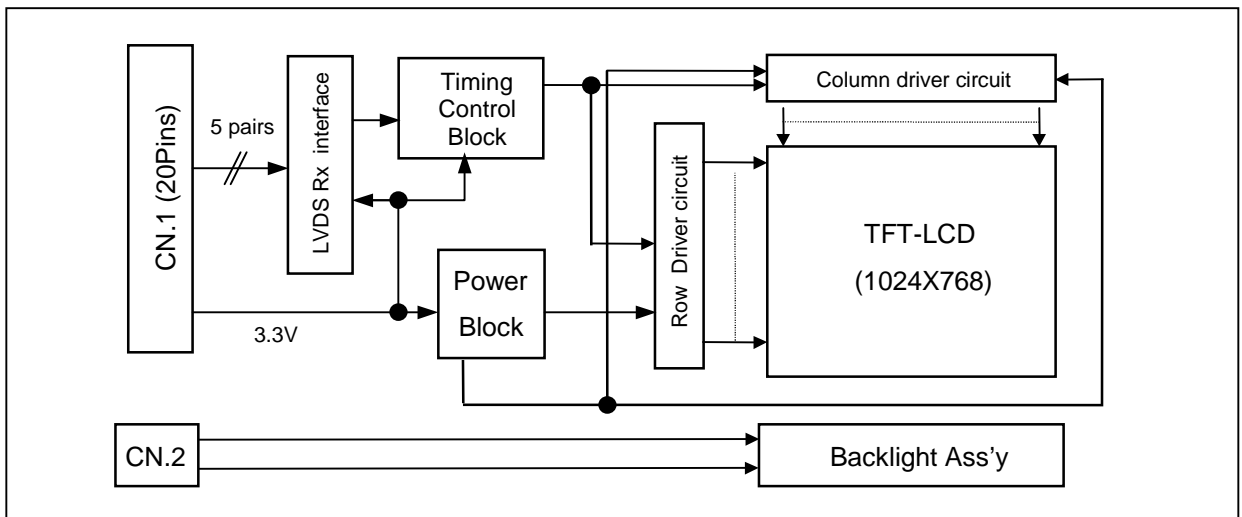 CN.1 (20Pins)
5 pairs
3.3V
LVDS Rx interface
Timing
Control
Block
Power
Block
Row Driver circuit
Column driver circuit
TFT-LCD
(1024X768)
CN.2
Backlight Ass'y